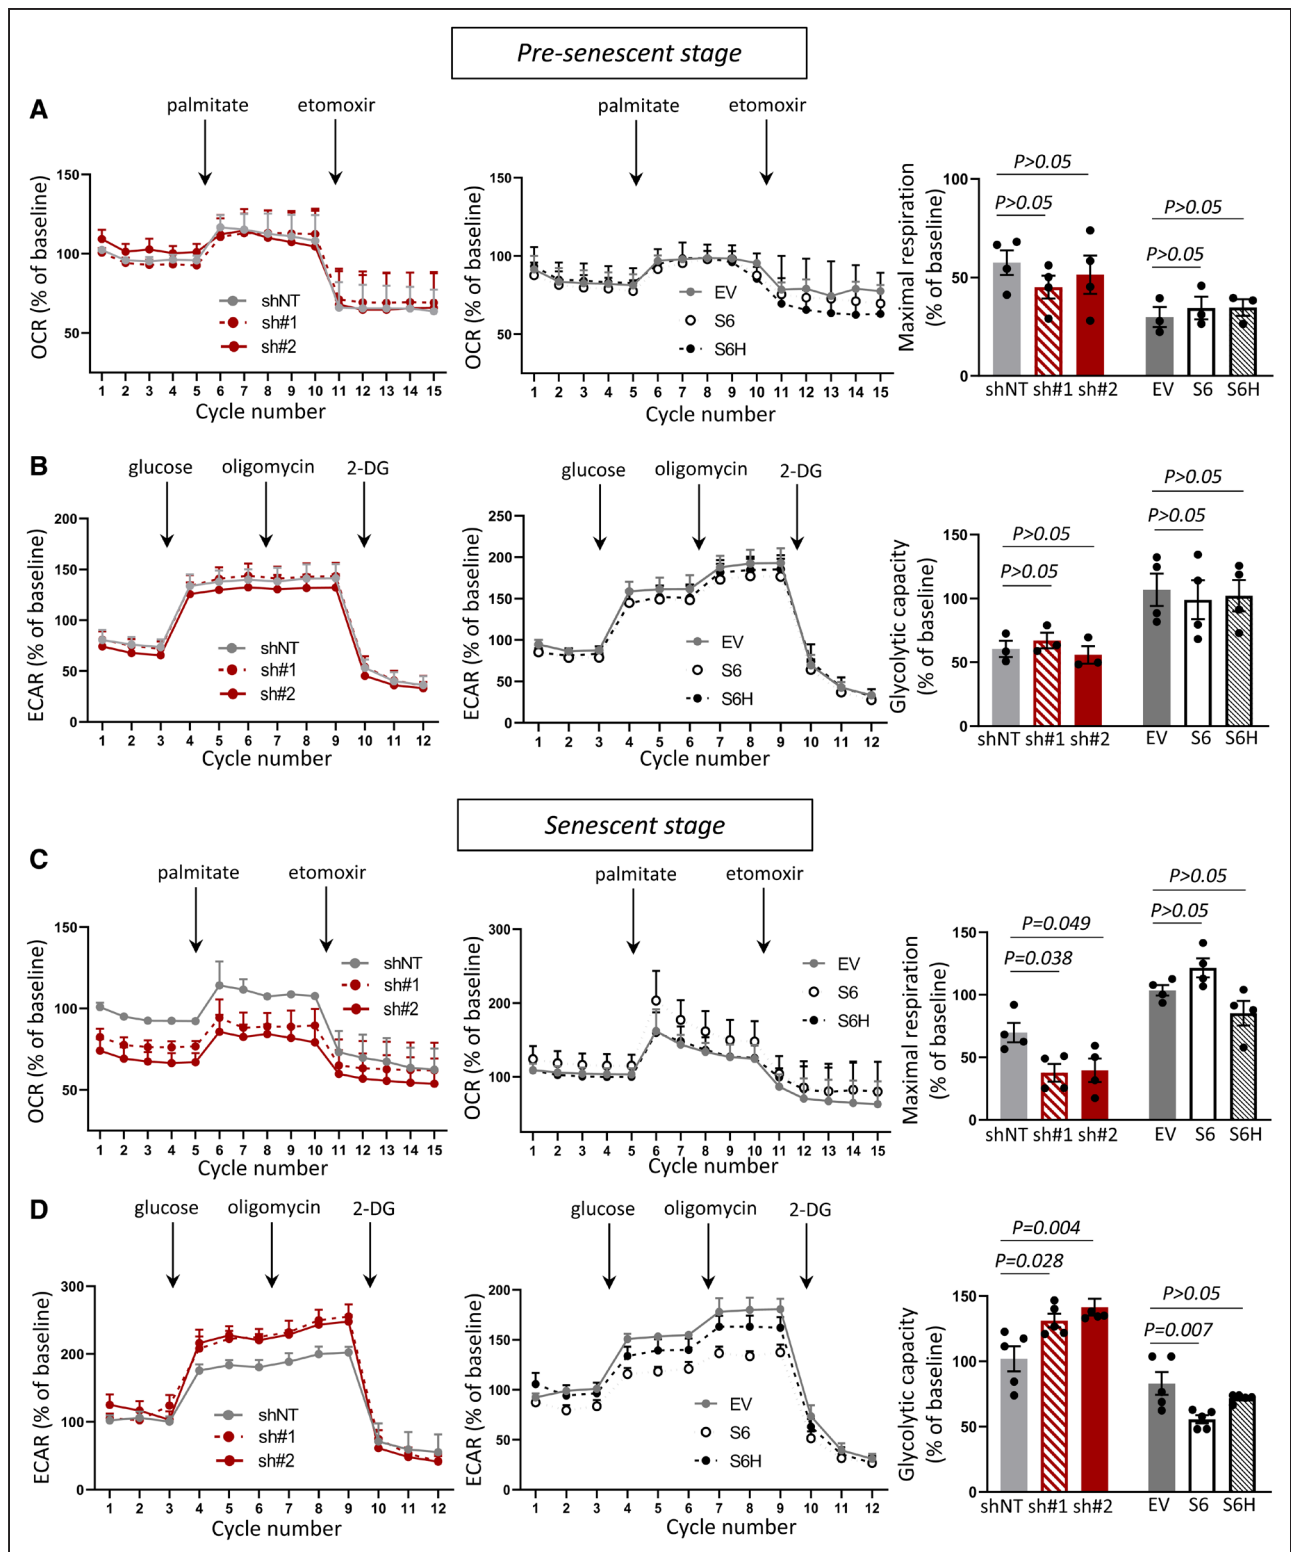 Pre-senescent stage
A
palmitate etomoxir
150
100
50
OCR (% of baseline)
shNT
sh#1
sh#2
1 2 3 4 5 6 7 8 9 10 11 12 13 14 15
Cycle number
palmitate etomoxir
150
100
50
OCR (% of baseline)
EV
S6
S6H
1 2 3 4 5 6 7 8 9 10 11 12 13 14 15
Cycle number
P>0.05
P>0.05
P>0.05
P>0.05
100
50
0
Maximal respiration
(% of baseline)
shNT sh#1 sh#2 EV S6 S6H
B
glucose oligomycin 2-DG
200
150
100
50
0
ECAR (% of baseline)
shNT
sh#1
sh#2
1 2 3 4 5 6 7 8 9 10 11 12
Cycle number
glucose oligomycin 2-DG
250
200
150
100
50
0
ECAR (% of baseline)
EV
S6
S6H
1 2 3 4 5 6 7 8 9 10 11 12
Cycle number
P>0.05
P>0.05
P>0.05
P>0.05
150
100
50
0
Glycolytic capacity
(% of baseline)
shNT sh#1 sh#2 EV S6 S6H
Senescent stage
C
palmitate etomoxir
150
100
50
OCR (% of baseline)
shNT
sh#1
sh#2
1 2 3 4 5 6 7 8 9 10 11 12 13 14 15
Cycle number
palmitate etomoxir
300
200
100
OCR (% of baseline)
EV
S6
S6H
1 2 3 4 5 6 7 8 9 10 11 12 13 14 15
Cycle number
P>0.05
P>0.05
P=0.049
P=0.038
150
100
50
0
Maximal respiration
(% of baseline)
shNT sh#1 sh#2 EV S6 S6H
D
glucose oligomycin 2-DG
300
200
100
0
ECAR (% of baseline)
shNT
sh#1
sh#2
1 2 3 4 5 6 7 8 9 10 11 12
Cycle number
glucose oligomycin 2-DG
200
150
100
50
0
ECAR (% of baseline)
EV
S6
S6H
1 2 3 4 5 6 7 8 9 10 11 12
Cycle number
P=0.004
P=0.028
P>0.05
P=0.007
150
100
50
0
Glycolytic capacity
(% of baseline)
shNT sh#1 sh#2 EV S6 S6H